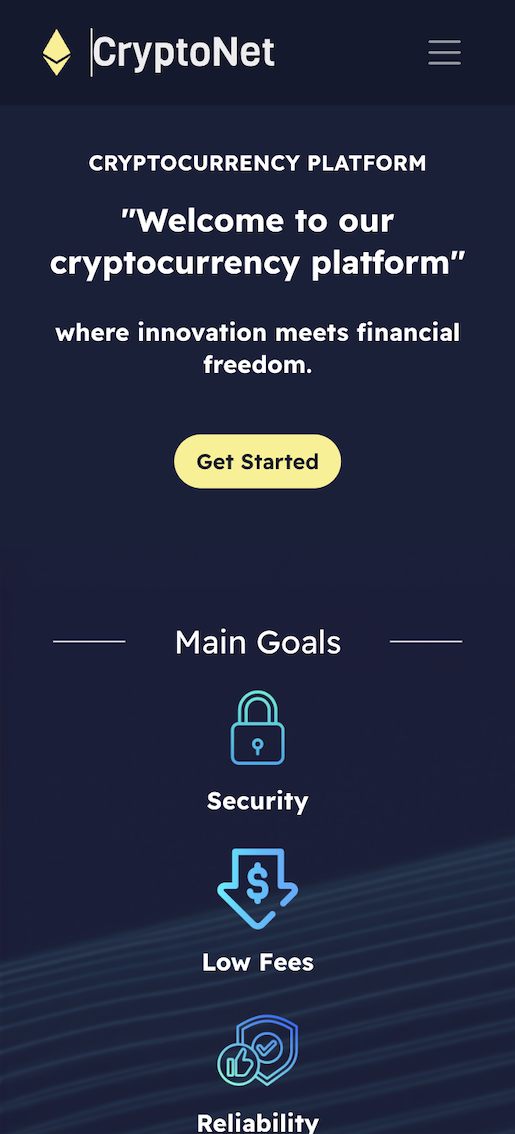 CryptoNet
CRYPTOCURRENCY PLATFORM
"Welcome to our
cryptocurrency platform"
where innovation meets financial
freedom.
Get Started
Main Goals
Security
$
Low Fees
Reliability